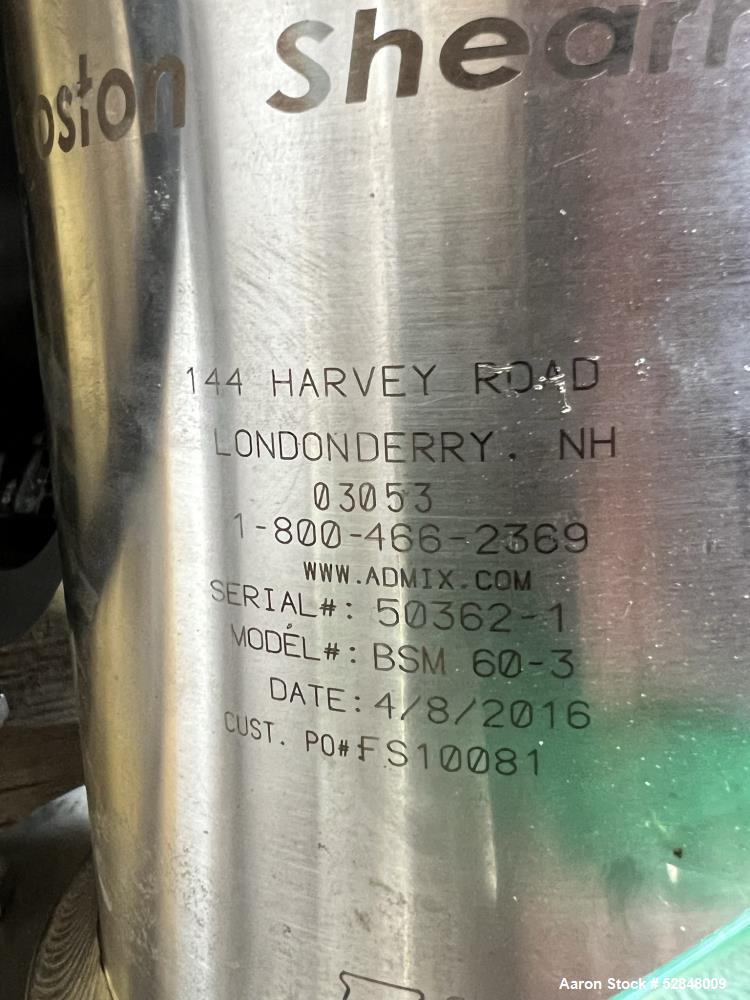 oston Shearm
144 HARVEY ROAD
LONDONDERRY. NH
03053
1-800-466-2369
WWW.ADMIX.COM
SERIAL#: 50362-1
MODEL#: BSM 60-3
DATE: 4/8/2016
CUST. PO# FS10081
Aaron Stock # 52848009